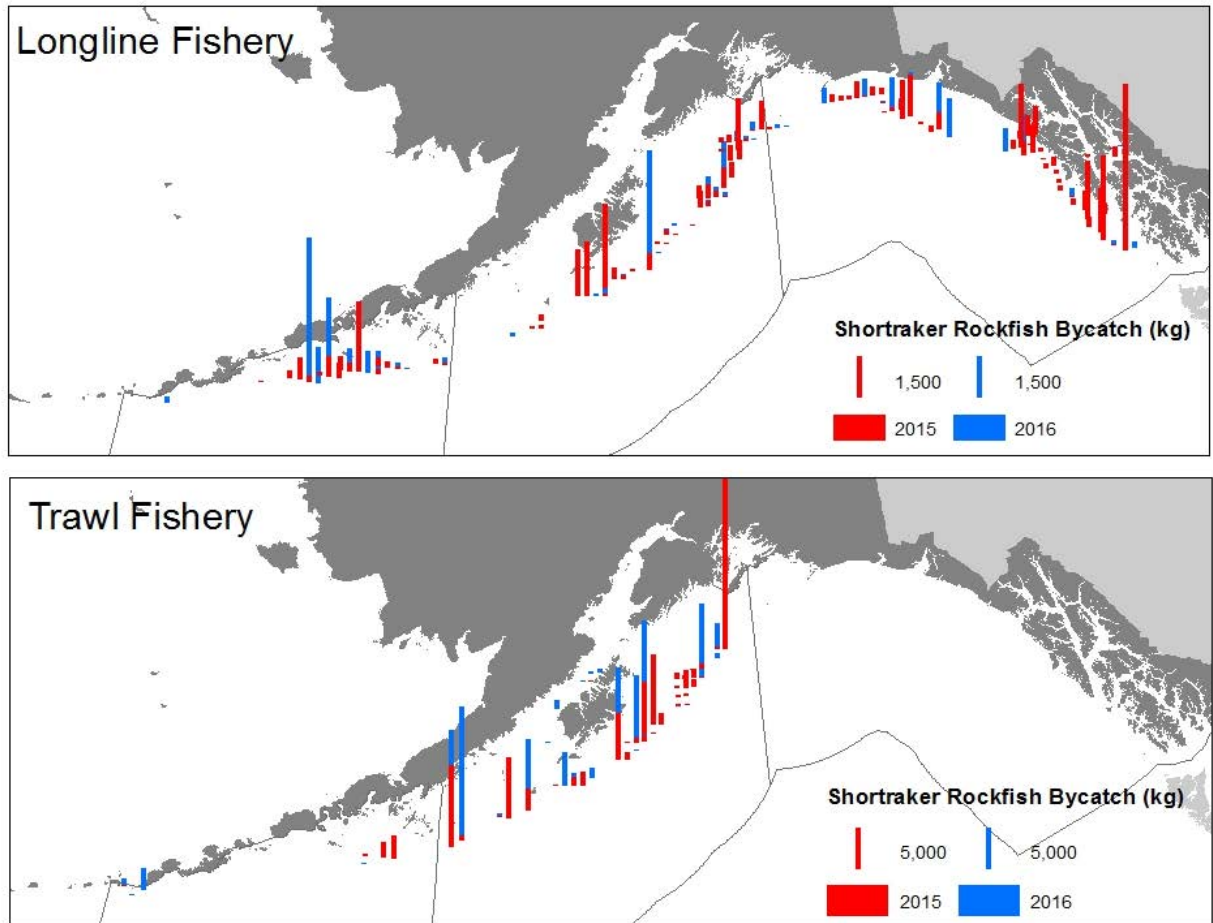 Longline Fishery
Shortraker Rockfish Bycatch (kg)
1,500 1,500
2015 2016
Trawl Fishery
Shortraker Rockfish Bycatch (kg)
5,000 5,000
2015 2016